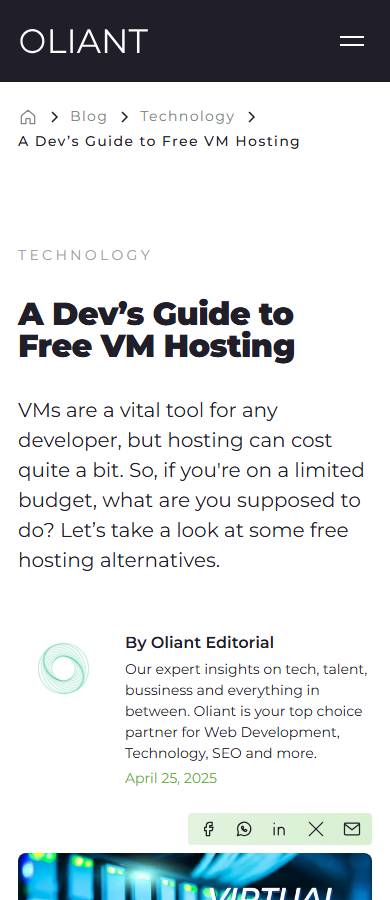 OLIANT
Blog
Technology
A Dev’s Guide to Free VM Hosting
TECHNOLOGY
A Dev’s Guide to
Free VM Hosting
VMs are a vital tool for any
developer, but hosting can cost
quite a bit. So, if you're on a limited
budget, what are you supposed to
do? Let’s take a look at some free
hosting alternatives.
By Oliant Editorial
Our expert insights on tech, talent,
bussiness and everything in
between. Oliant is your top choice
partner for Web Development,
Technology, SEO and more.
April 25, 2025
in
VIRTUAL